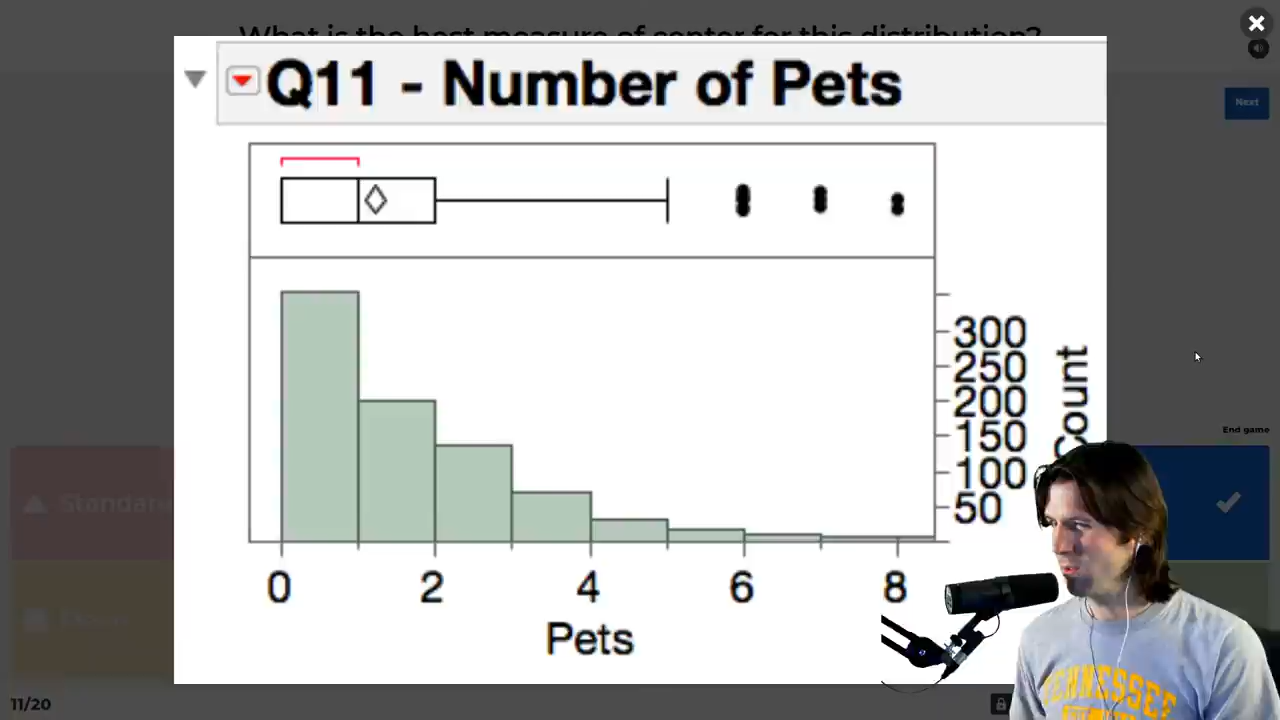 What is the best measure of center for this distribution?
Q11 - Number of Pets
Next
300
250
200
150
100
50
Count
End game
0 2 4 6 8
Pets
11/20
TENNESSEE